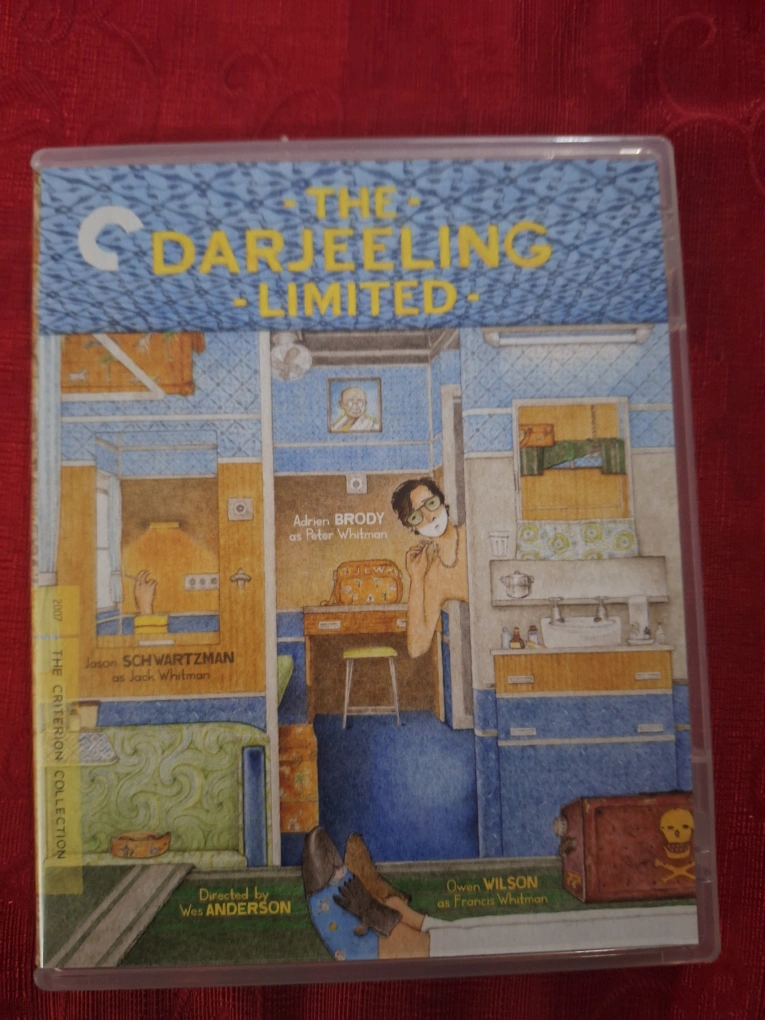 - THE -
DARJEELING
- LIMITED -
Adrien BRODY
as Peter Whitman
Jason SCHWARTZMAN
as Jack Whitman
2007
THE CRITERION COLLECTION
Directed by
Wes ANDERSON
Owen WILSON
as Francis Whitman